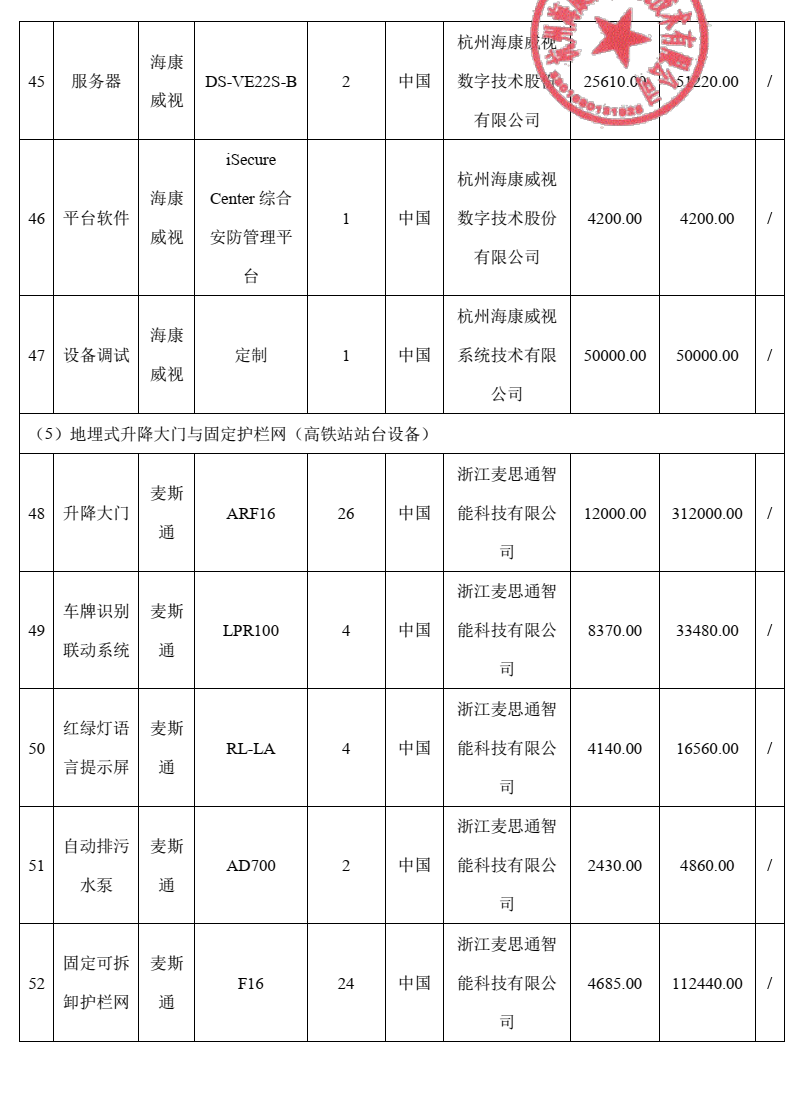 45 服务器 海康威视 DS-VE22S-B 2 中国 杭州海康威视数字技术股份有限公司 25610.00 51220.00 /
46 平台软件 海康威视 iSecure Center 综合安防管理平台 1 中国 杭州海康威视数字技术股份有限公司 4200.00 4200.00 /
47 设备调试 海康威视 定制 1 中国 杭州海康威视系统技术有限公司 50000.00 50000.00 /
（5）地埋式升降大门与固定护栏网（高铁站站台设备）
48 升降大门 麦斯通 ARF16 26 中国 浙江麦思通智能科技有限公司 12000.00 312000.00 /
49 车牌识别联动系统 麦斯通 LPR100 4 中国 浙江麦思通智能科技有限公司 8370.00 33480.00 /
50 红绿灯语言提示屏 麦斯通 RL-LA 4 中国 浙江麦思通智能科技有限公司 4140.00 16560.00 /
51 自动排污水泵 麦斯通 AD700 2 中国 浙江麦思通智能科技有限公司 2430.00 4860.00 /
52 固定可拆卸护栏网 麦斯通 F16 24 中国 浙江麦思通智能科技有限公司 4685.00 112440.00 /